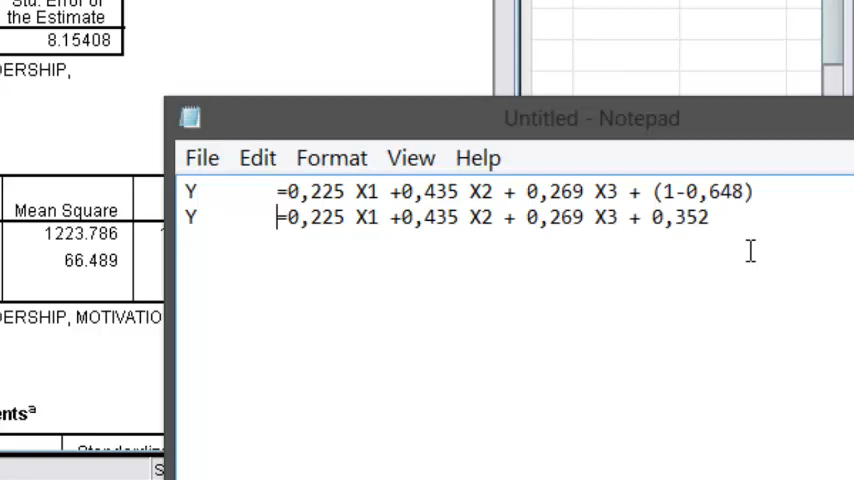 Std. Error of
the Estimate
8.15408
DERSHIP,
Untitled - Notepad
File Edit Format View Help
Y =0,225 X1 +0,435 X2 + 0,269 X3 + (1-0,648)
Y =0,225 X1 +0,435 X2 + 0,269 X3 + 0,352
Mean Square
1223.786
66.489
DERSHIP, MOTIVATIO
ents a
Standardiz
S